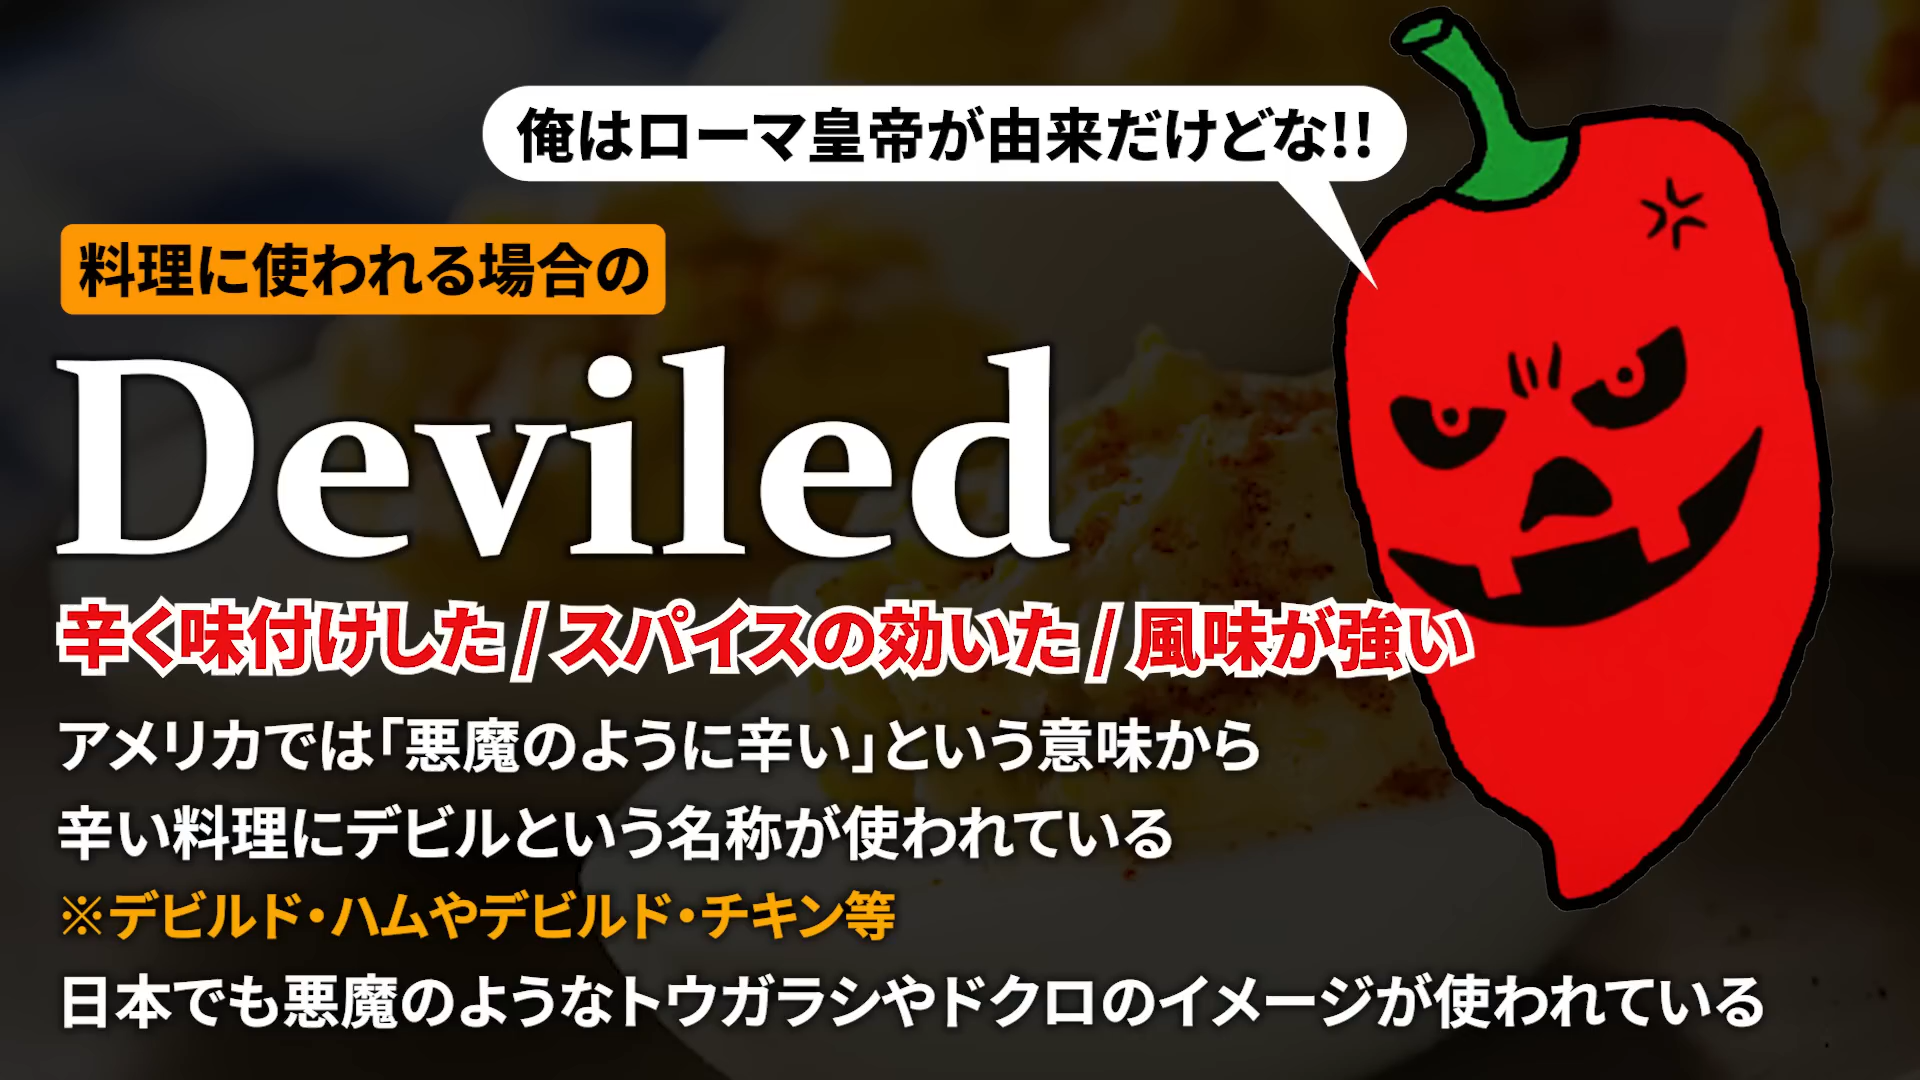 俺はローマ皇帝が由来だけどな!!
料理に使われる場合の
Deviled
辛く味付けした / スパイスの効いた / 風味が強い
アメリカでは「悪魔のように辛い」という意味から
辛い料理にデビルという名称が使われている
※デビルド・ハムやデビルド・チキン等
日本でも悪魔のようなトウガラシやドクロのイメージが使われている